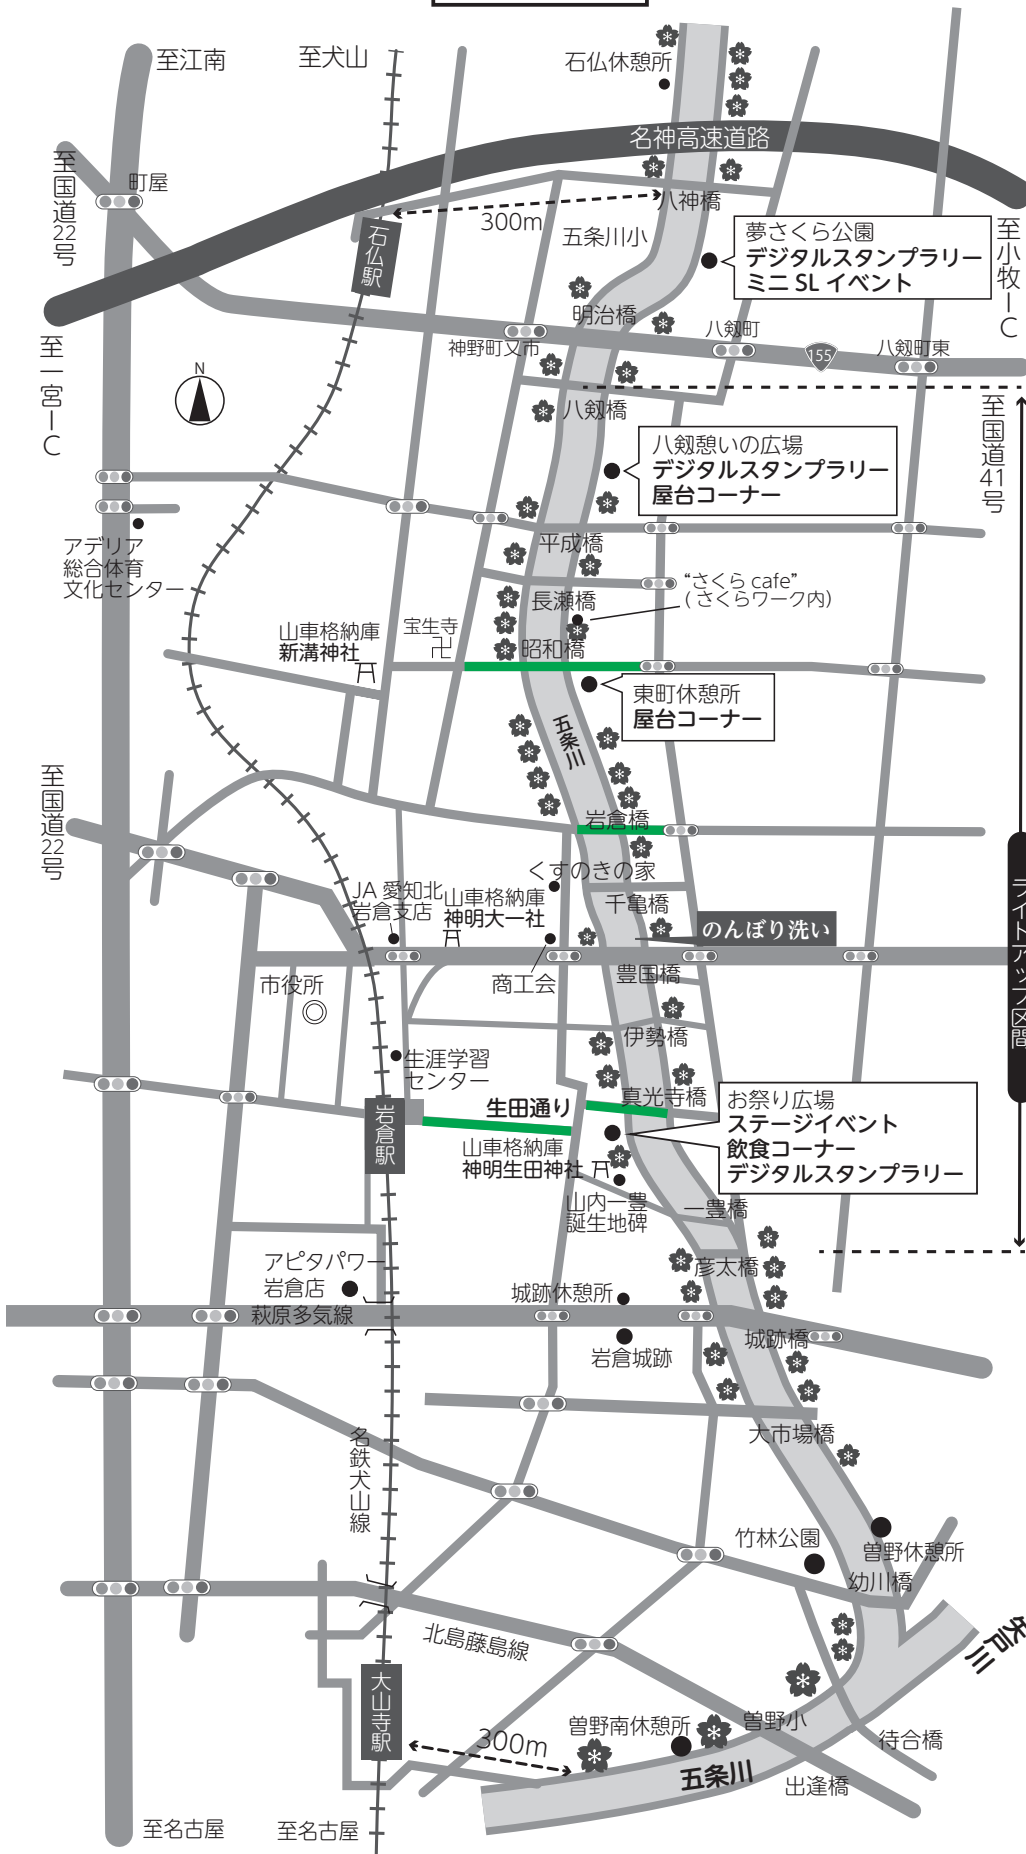 至江南
至犬山
石仏休憩所
名神高速道路
至国道22号
町屋
八神橋
300m
石仏駅
五条川小
夢さくら公園
デジタルスタンプラリー
ミニSLイベント
至小牧IC
明治橋
八剱町
神野町又市
155
八剱町東
至一宮IC
N
八剱橋
至国道41号
八剱憩いの広場
デジタルスタンプラリー
屋台コーナー
平成橋
アデリア
総合体育
文化センター
“さくら cafe”
(さくらワーク内)
長瀬橋
宝生寺
卍
山車格納庫
新溝神社
昭和橋
東町休憩所
屋台コーナー
五条川
至国道22号
岩倉橋
くすのきの家
JA 愛知北
岩倉支店
山車格納庫
神明大一社
千亀橋
のんぼり洗い
ライトアップ区間
市役所
商工会
豊国橋
伊勢橋
生涯学習
センター
真光寺橋
生田通り
岩倉駅
お祭り広場
ステージイベント
飲食コーナー
デジタルスタンプラリー
山車格納庫
神明生田神社
山内一豊
誕生地碑
一豊橋
アピタパワー
岩倉店
彦太橋
城跡休憩所
萩原多気線
城跡橋
岩倉城跡
大市場橋
名鉄犬山線
竹林公園
曽野休憩所
幼川橋
北島藤島線
矢戸川
大山寺駅
300m
曽野南休憩所
曽野小
待合橋
五条川
出逢橋
至名古屋
至名古屋